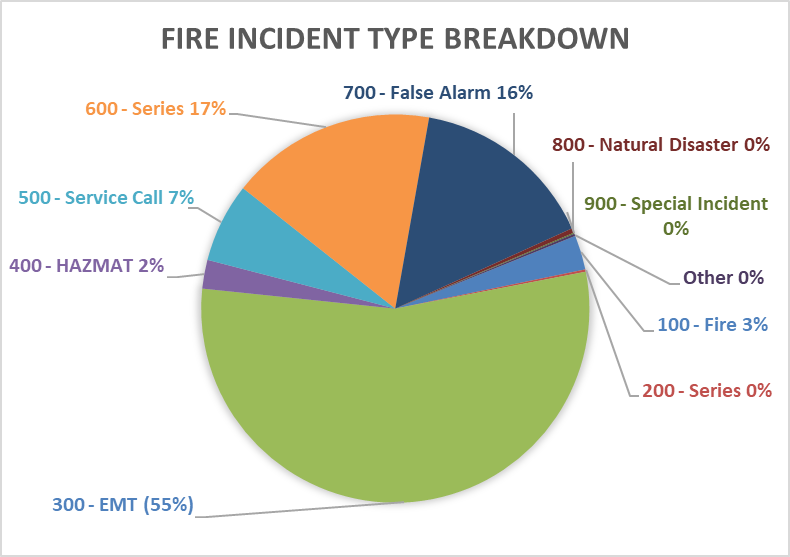 FIRE INCIDENT TYPE BREAKDOWN
700 - False Alarm 16%
600 - Series 17%
800 - Natural Disaster 0%
500 - Service Call 7%
900 - Special Incident
0%
400 - HAZMAT 2%
Other 0%
100 - Fire 3%
200 - Series 0%
300 - EMT (55%)